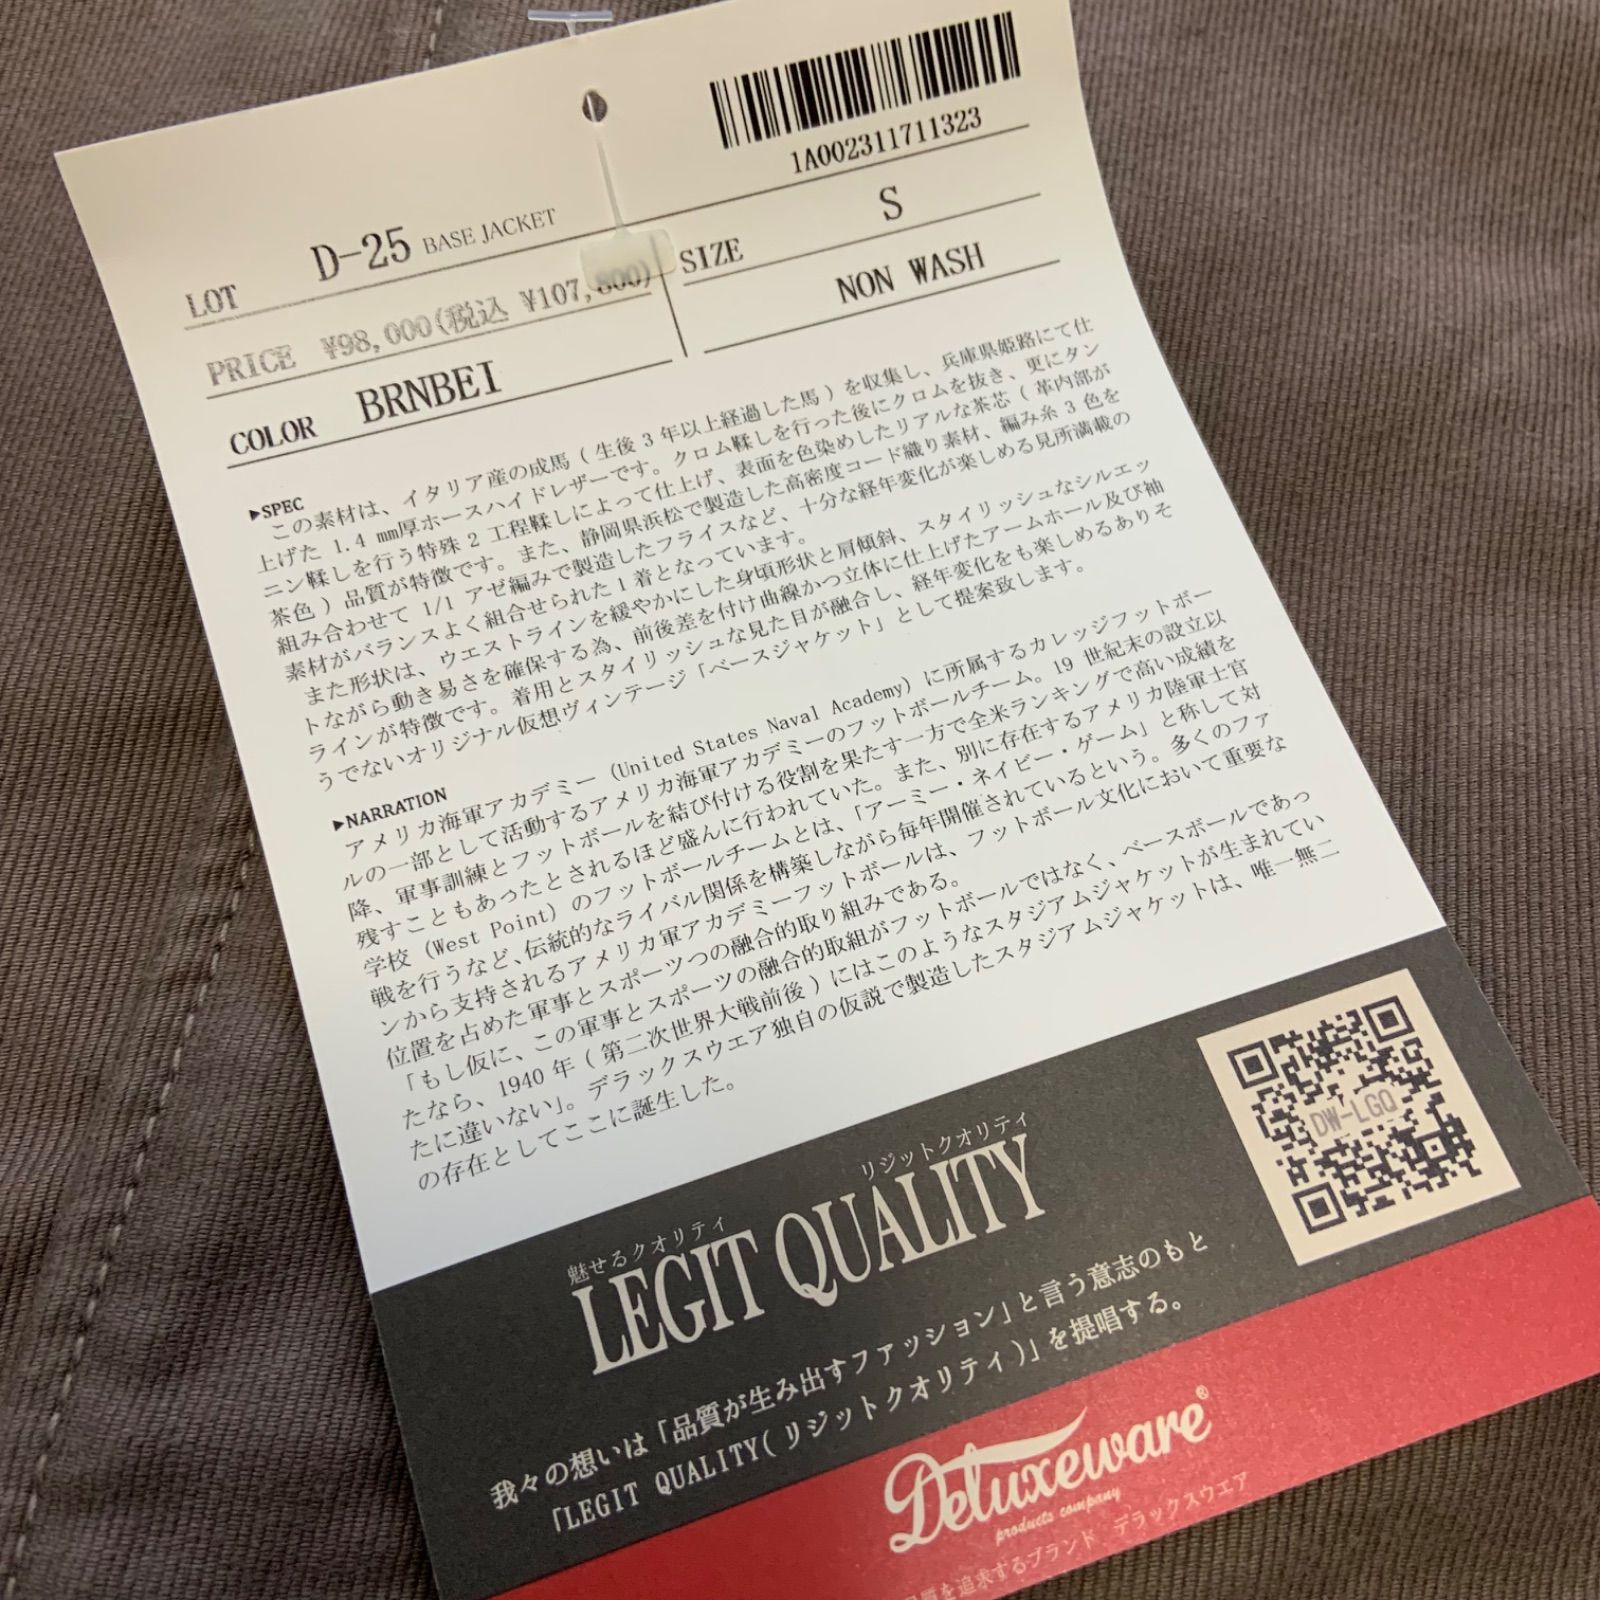 1A002311711323
LOT D-25 BASE JACKET SIZE S
PRICE ¥98,000(税込 ¥107,800) NON WASH
COLOR BRNBEI
▶SPEC
この素材は、イタリア産の成馬(生後3年以上経過した馬)を収集し、兵庫県姫路にて仕
上げた 1.4 mm厚ホースハイドレザーです。クロム鞣しを行った後にクロムを抜き、更にタン
ニン鞣しを行う特殊2工程鞣しによって仕上げ、表面を色染めしたリアルな茶芯(革内部が
茶色)品質が特徴です。また、静岡県浜松で製造した高密度コード織り素材、編み糸3色を
組み合わせて 1/1 アゼ編みで製造したフライスなど、十分な経年変化が楽しめる見所満載の
素材がバランスよく組合せられた1着となっています。
また形状は、ウエストラインを緩やかにした身頃形状と肩傾斜、スタイリッシュなシルエッ
トながら動き易さを確保する為、前後差を付け曲線かつ立体に仕上げたアームホール及び袖
ラインが特徴です。着用とスタイリッシュな見た目が融合し、経年変化をも楽しめるありそ
うでないオリジナル仮想ヴィンテージ「ベースジャケット」として提案致します。
▶NARRATION
アメリカ海軍アカデミー(United States Naval Academy)に所属するカレッジフットボー
ルの一部として活動するアメリカ海軍アカデミーのフットボールチーム。19 世紀末の設立以
降、軍事訓練とフットボールを結び付ける役割を果たす一方で全米ランキングで高い成績を
残すこともあったとされるほど盛んに行われていた。また、別に存在するアメリカ陸軍士官
学校(West Point)のフットボールチームとは、「アーミー・ネイビー・ゲーム」と称して対
戦を行うなど、伝統的なライバル関係を構築しながら毎年開催されているという。多くのファ
ンから支持されるアメリカ軍アカデミーフットボールは、フットボール文化において重要な
位置を占めた軍事とスポーツつの融合的取り組みである。
「もし仮に、この軍事とスポーツの融合的取組がフットボールではなく、ベースボールであっ
たなら、1940 年(第二次世界大戦前後)にはこのようなスタジアムジャケットが生まれてい
たに違いない」。デラックスウエア独自の仮説で製造したスタジアムジャケットは、唯一無二
の存在としてここに誕生した。
DW-LGQ
魅せるクオリティ リジットクオリティ
LEGIT QUALITY
我々の想いは「品質が生み出すファッション」と言う意志のもと
「LEGIT QUALITY(リジットクオリティ)」を提唱する。
Deluxeware®
products company
質を追求するブランド デラックスウエア